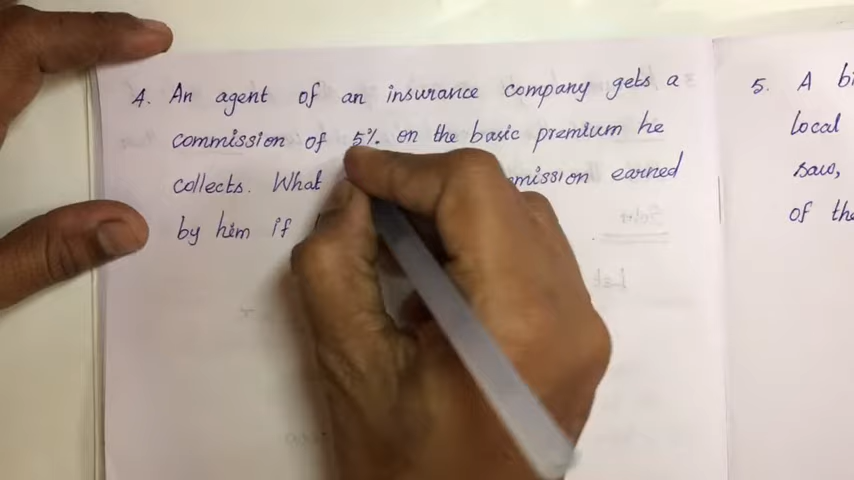 4. An agent of an insurance company gets a
commission of 5% on the basic premium he
collects. What mission earned
by him if
5. A bi
local
saw,
of the